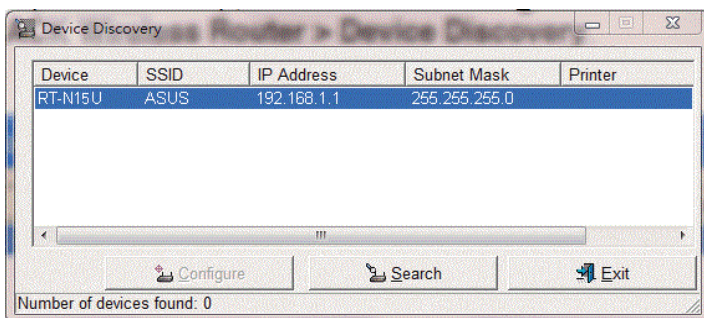 Device Discovery
Device SSID IP Address Subnet Mask Printer
RT-N15U ASUS 192.168.1.1 255.255.255.0
Configure Search Exit
Number of devices found: 0